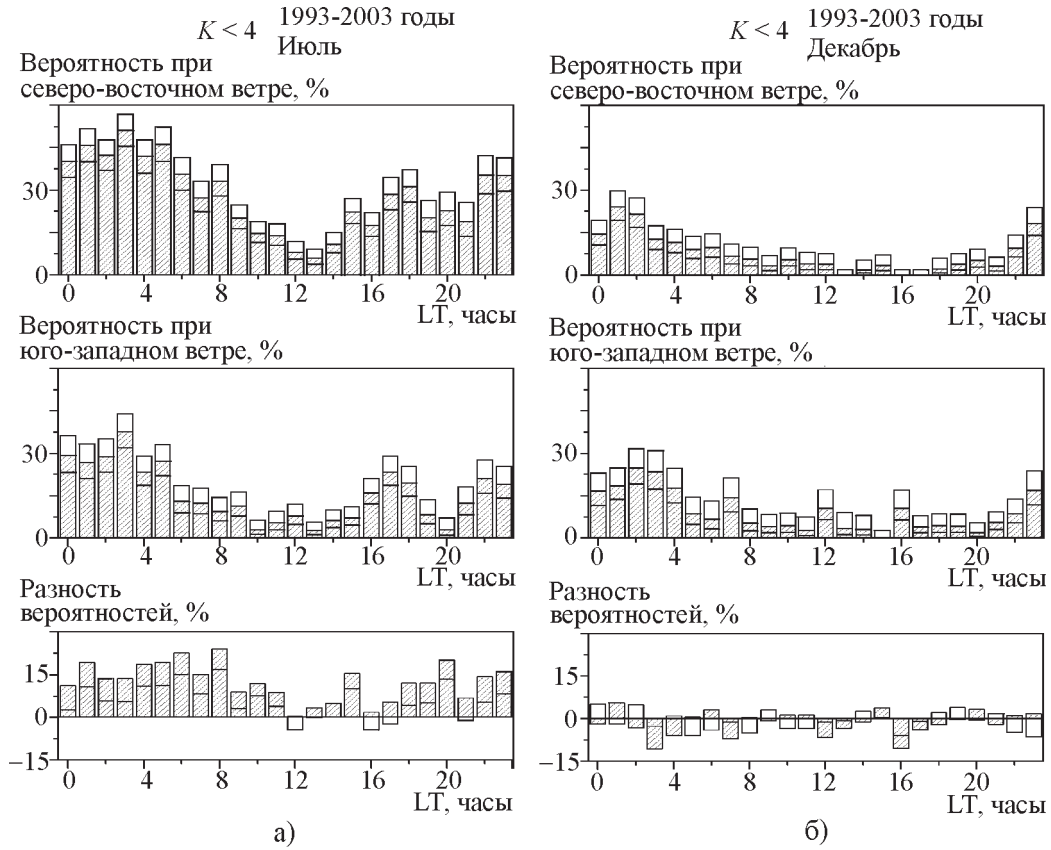 K < 4
1993-2003 годы
Июль
Вероятность при
северо-восточном ветре, %
30
0
0 4 8 12 16 20
LT, часы
Вероятность при
юго-западном ветре, %
30
0
0 4 8 12 16 20
LT, часы
Разность
вероятностей, %
15
0
–15
0 4 8 12 16 20
LT, часы
а)
K < 4
1993-2003 годы
Декабрь
Вероятность при
северо-восточном ветре, %
30
0
0 4 8 12 16 20
LT, часы
Вероятность при
юго-западном ветре, %
30
0
0 4 8 12 16 20
LT, часы
Разность
вероятностей, %
15
0
–15
0 4 8 12 16 20
LT, часы
б)